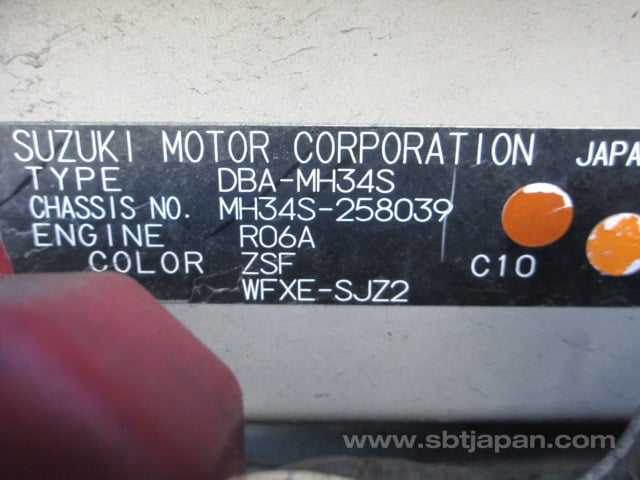 SUZUKI MOTOR CORPORATION JAPA
TYPE DBA-MH34S
CHASSIS NO. MH34S-258039
ENGINE R06A
COLOR ZSF C10
WFXE-SJZ2
www.sbtjapan.com